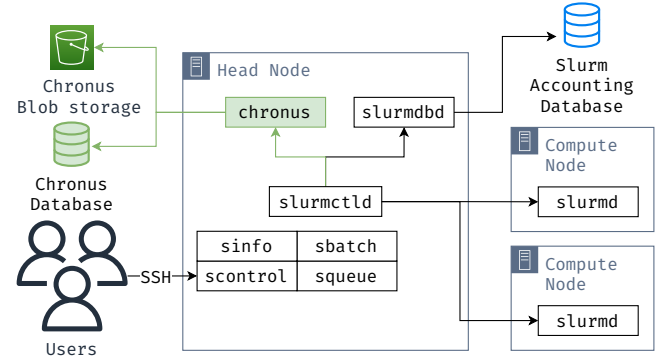 Chronus
Blob storage
Chronus
Database
Users
SSH
Head Node
chronus
slurmdbd
slurmctld
sinfo
sbatch
scontrol
squeue
Slurm
Accounting
Database
Compute
Node
slurmd
Compute
Node
slurmd